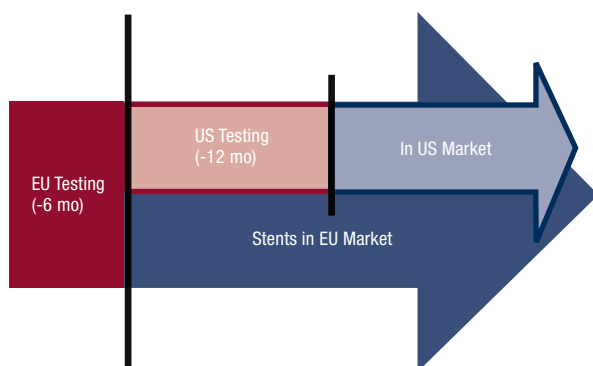 EU Testing
(-6 mo)
US Testing
(-12 mo)
In US Market
Stents in EU Market